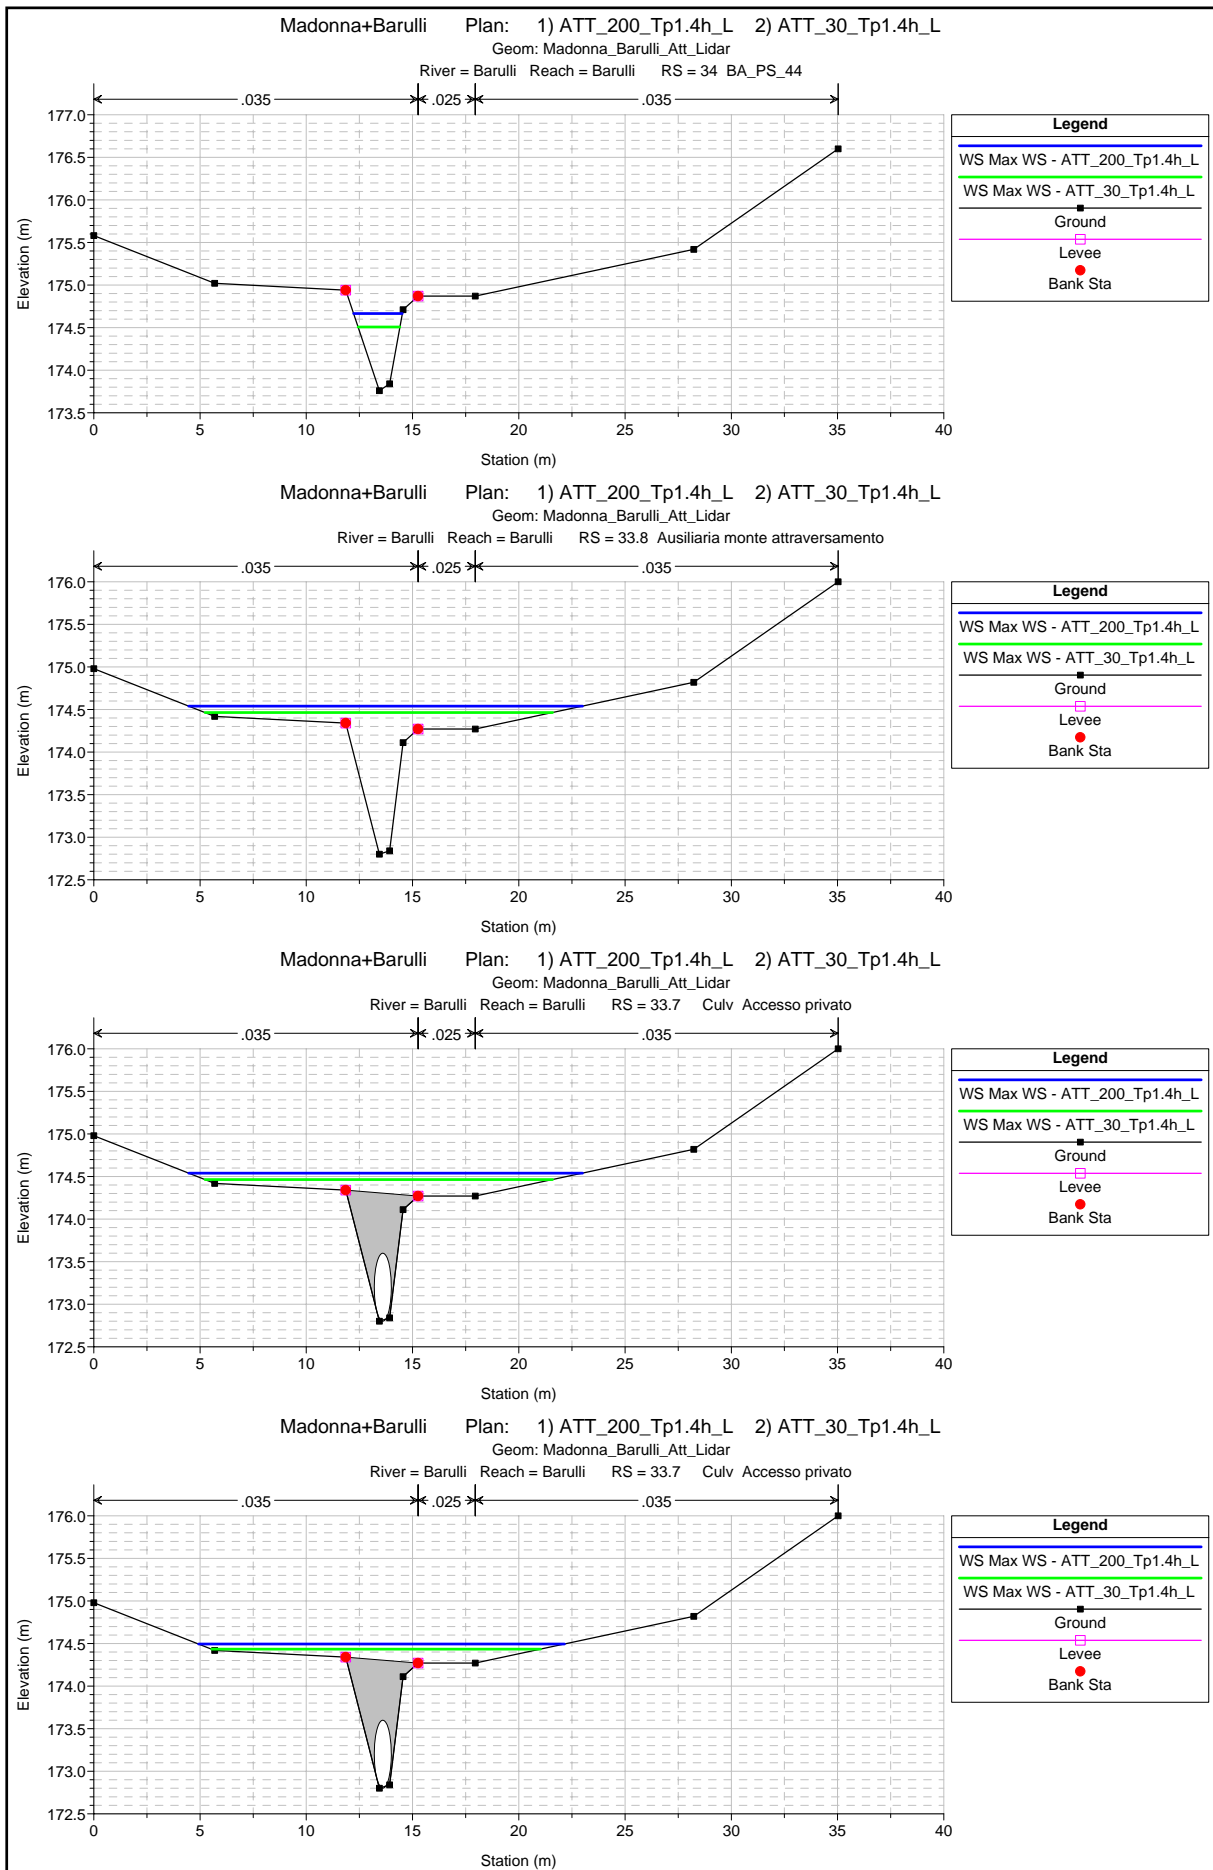 Madonna+Barulli Plan: 1) ATT_200_Tp1.4h_L 2) ATT_30_Tp1.4h_L
Geom: Madonna_Barulli_Att_Lidar
River = Barulli Reach = Barulli RS = 34 BA_PS_44
.035 .025 .035
177.0
176.5
176.0
175.5
175.0
174.5
174.0
173.5
Elevation (m)
0 5 10 15 20 25 30 35 40
Station (m)
Legend
WS Max WS - ATT_200_Tp1.4h_L
WS Max WS - ATT_30_Tp1.4h_L
Ground
Levee
Bank Sta
Madonna+Barulli Plan: 1) ATT_200_Tp1.4h_L 2) ATT_30_Tp1.4h_L
Geom: Madonna_Barulli_Att_Lidar
River = Barulli Reach = Barulli RS = 33.8 Ausiliaria monte attraversamento
.035 .025 .035
176.0
175.5
175.0
174.5
174.0
173.5
173.0
172.5
Elevation (m)
0 5 10 15 20 25 30 35 40
Station (m)
Legend
WS Max WS - ATT_200_Tp1.4h_L
WS Max WS - ATT_30_Tp1.4h_L
Ground
Levee
Bank Sta
Madonna+Barulli Plan: 1) ATT_200_Tp1.4h_L 2) ATT_30_Tp1.4h_L
Geom: Madonna_Barulli_Att_Lidar
River = Barulli Reach = Barulli RS = 33.7 Culv Accesso privato
.035 .025 .035
176.0
175.5
175.0
174.5
174.0
173.5
173.0
172.5
Elevation (m)
0 5 10 15 20 25 30 35 40
Station (m)
Legend
WS Max WS - ATT_200_Tp1.4h_L
WS Max WS - ATT_30_Tp1.4h_L
Ground
Levee
Bank Sta
Madonna+Barulli Plan: 1) ATT_200_Tp1.4h_L 2) ATT_30_Tp1.4h_L
Geom: Madonna_Barulli_Att_Lidar
River = Barulli Reach = Barulli RS = 33.7 Culv Accesso privato
.035 .025 .035
176.0
175.5
175.0
174.5
174.0
173.5
173.0
172.5
Elevation (m)
0 5 10 15 20 25 30 35 40
Station (m)
Legend
WS Max WS - ATT_200_Tp1.4h_L
WS Max WS - ATT_30_Tp1.4h_L
Ground
Levee
Bank Sta